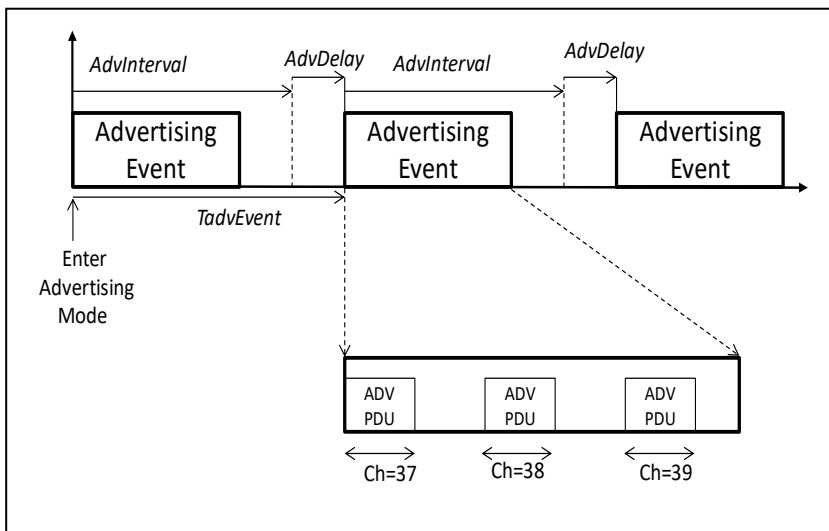 AdvInterval
AdvDelay
AdvInterval
AdvDelay
Advertising
Event
Advertising
Event
Advertising
Event
TadvEvent
Enter
Advertising
Mode
ADV
PDU
ADV
PDU
ADV
PDU
Ch=37
Ch=38
Ch=39